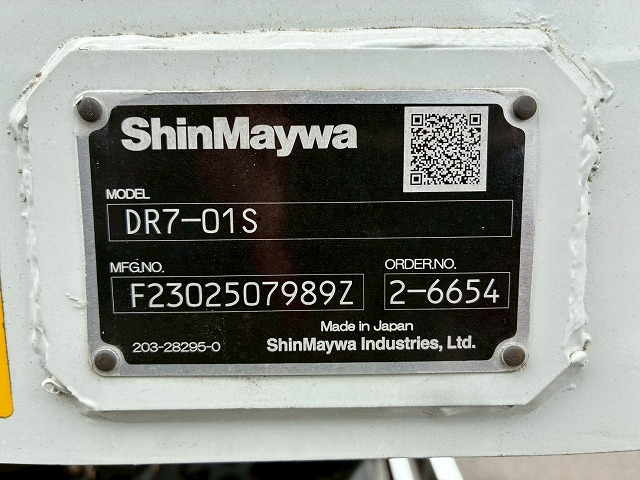 ShinMaywa
MODEL
DR7-01S
MFG.NO. ORDER.NO.
F2302507989Z 2-6654
Made in Japan
203-28295-0 ShinMaywa Industries, Ltd.